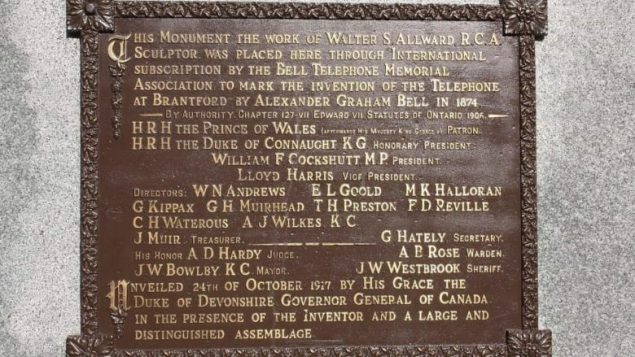 This Monument the work of Walter S. Allward R.C.A.
Sculptor was placed here through International
subscription by the Bell Telephone Memorial
Association to mark the invention of the Telephone
at Brantford by Alexander Graham Bell in 1874.
By Authority, Chapter 127-VII Edward VII, Statutes of Ontario 1906.
H.R.H. the Prince of Wales (afterwards His Majesty King George V) Patron.
H.R.H. the Duke of Connaught K.G. Honorary President.
William F. Cockshutt M.P. President.
Lloyd Harris Vice President.
Directors: W.N. Andrews E.L. Goold M.K. Halloran
G. Kippax G.H. Muirhead T.H. Preston F.D. Reville
C.H. Waterous A.J. Wilkes K.C.
J. Muir Treasurer. G. Hately Secretary.
His Honor A.D. Hardy Judge. A.B. Rose Warden.
J.W. Bowlby K.C. Mayor. J.W. Westbrook Sheriff.
Unveiled 24th of October 1917 by His Grace the
Duke of Devonshire Governor General of Canada
in the presence of the Inventor and a large and
distinguished assemblage